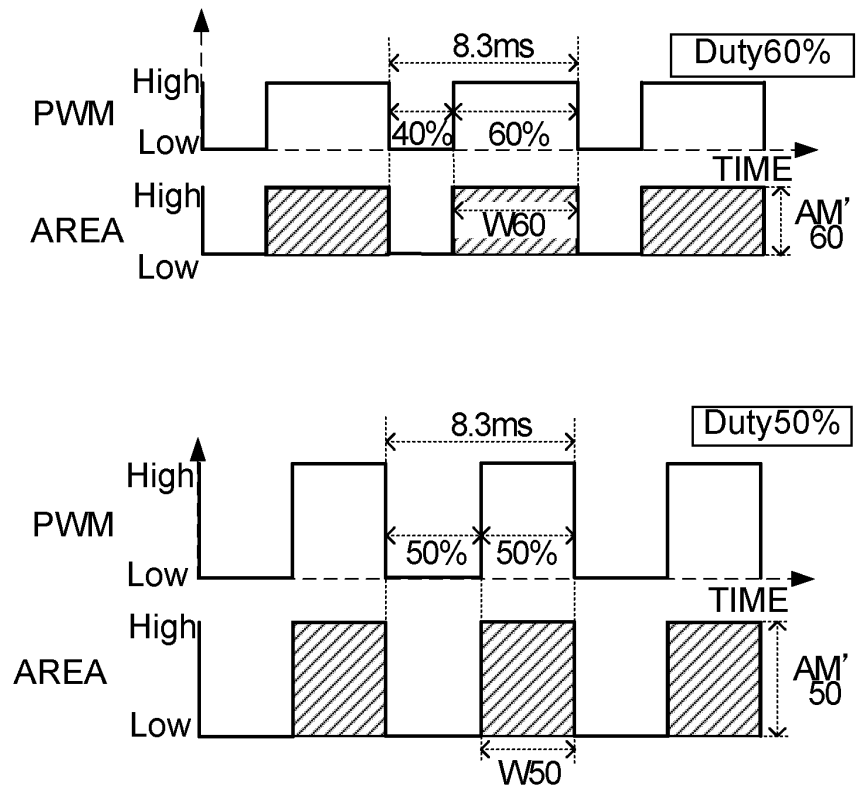 8.3ms
Duty60%
High
PWM
40% 60%
Low
TIME
High
AREA
W60
AM’
60
Low
8.3ms
Duty50%
High
PWM
50% 50%
Low
TIME
High
AREA
AM’
50
Low
W50